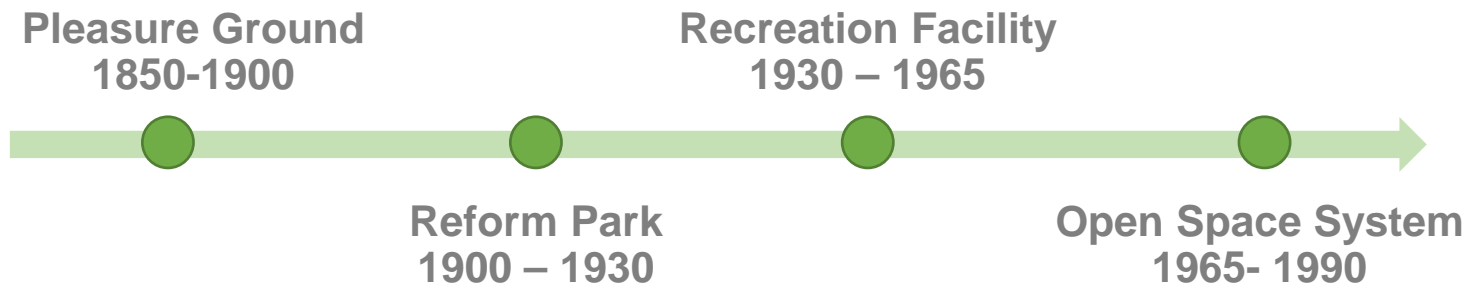 Pleasure Ground
1850-1900
Reform Park
1900 – 1930
Recreation Facility
1930 – 1965
Open Space System
1965- 1990